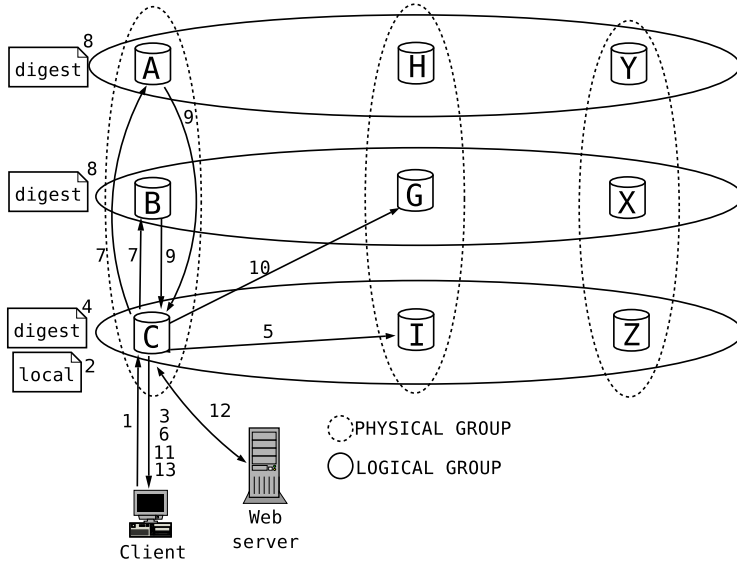 8
digest
A
H
Y
9
8
digest
B
G
X
7
7
9
10
4
digest
C
5
I
Z
local
2
1
3
6
11
13
12
PHYSICAL GROUP
LOGICAL GROUP
Web
server
Client